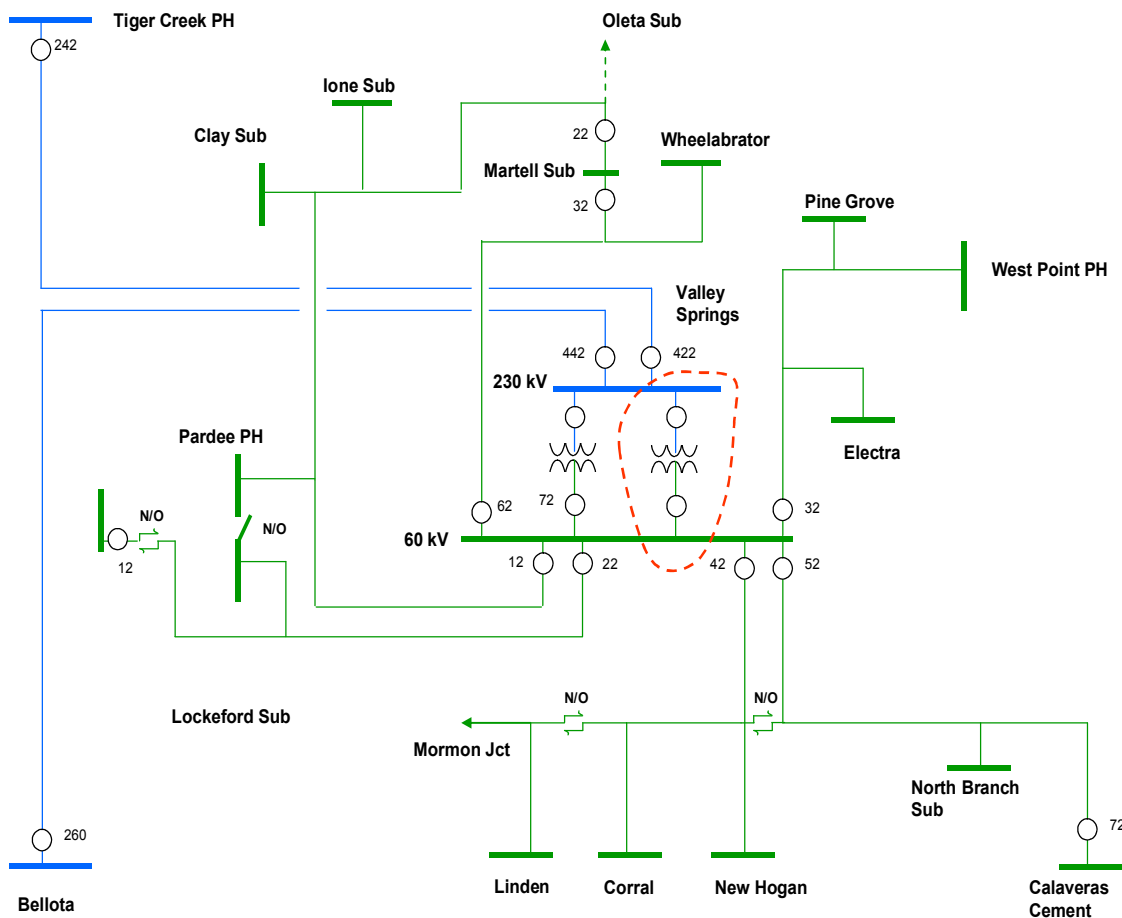 Tiger Creek PH
Oleta Sub
242
Ione Sub
Clay Sub
22
Wheelabrator
Martell Sub
32
Pine Grove
West Point PH
Valley
Springs
442
422
230 kV
Pardee PH
Electra
62
72
32
N/O
N/O
60 kV
12
12
22
42
52
N/O
N/O
Lockeford Sub
Mormon Jct
North Branch
Sub
260
72
Linden
Corral
New Hogan
Calaveras
Cement
Bellota